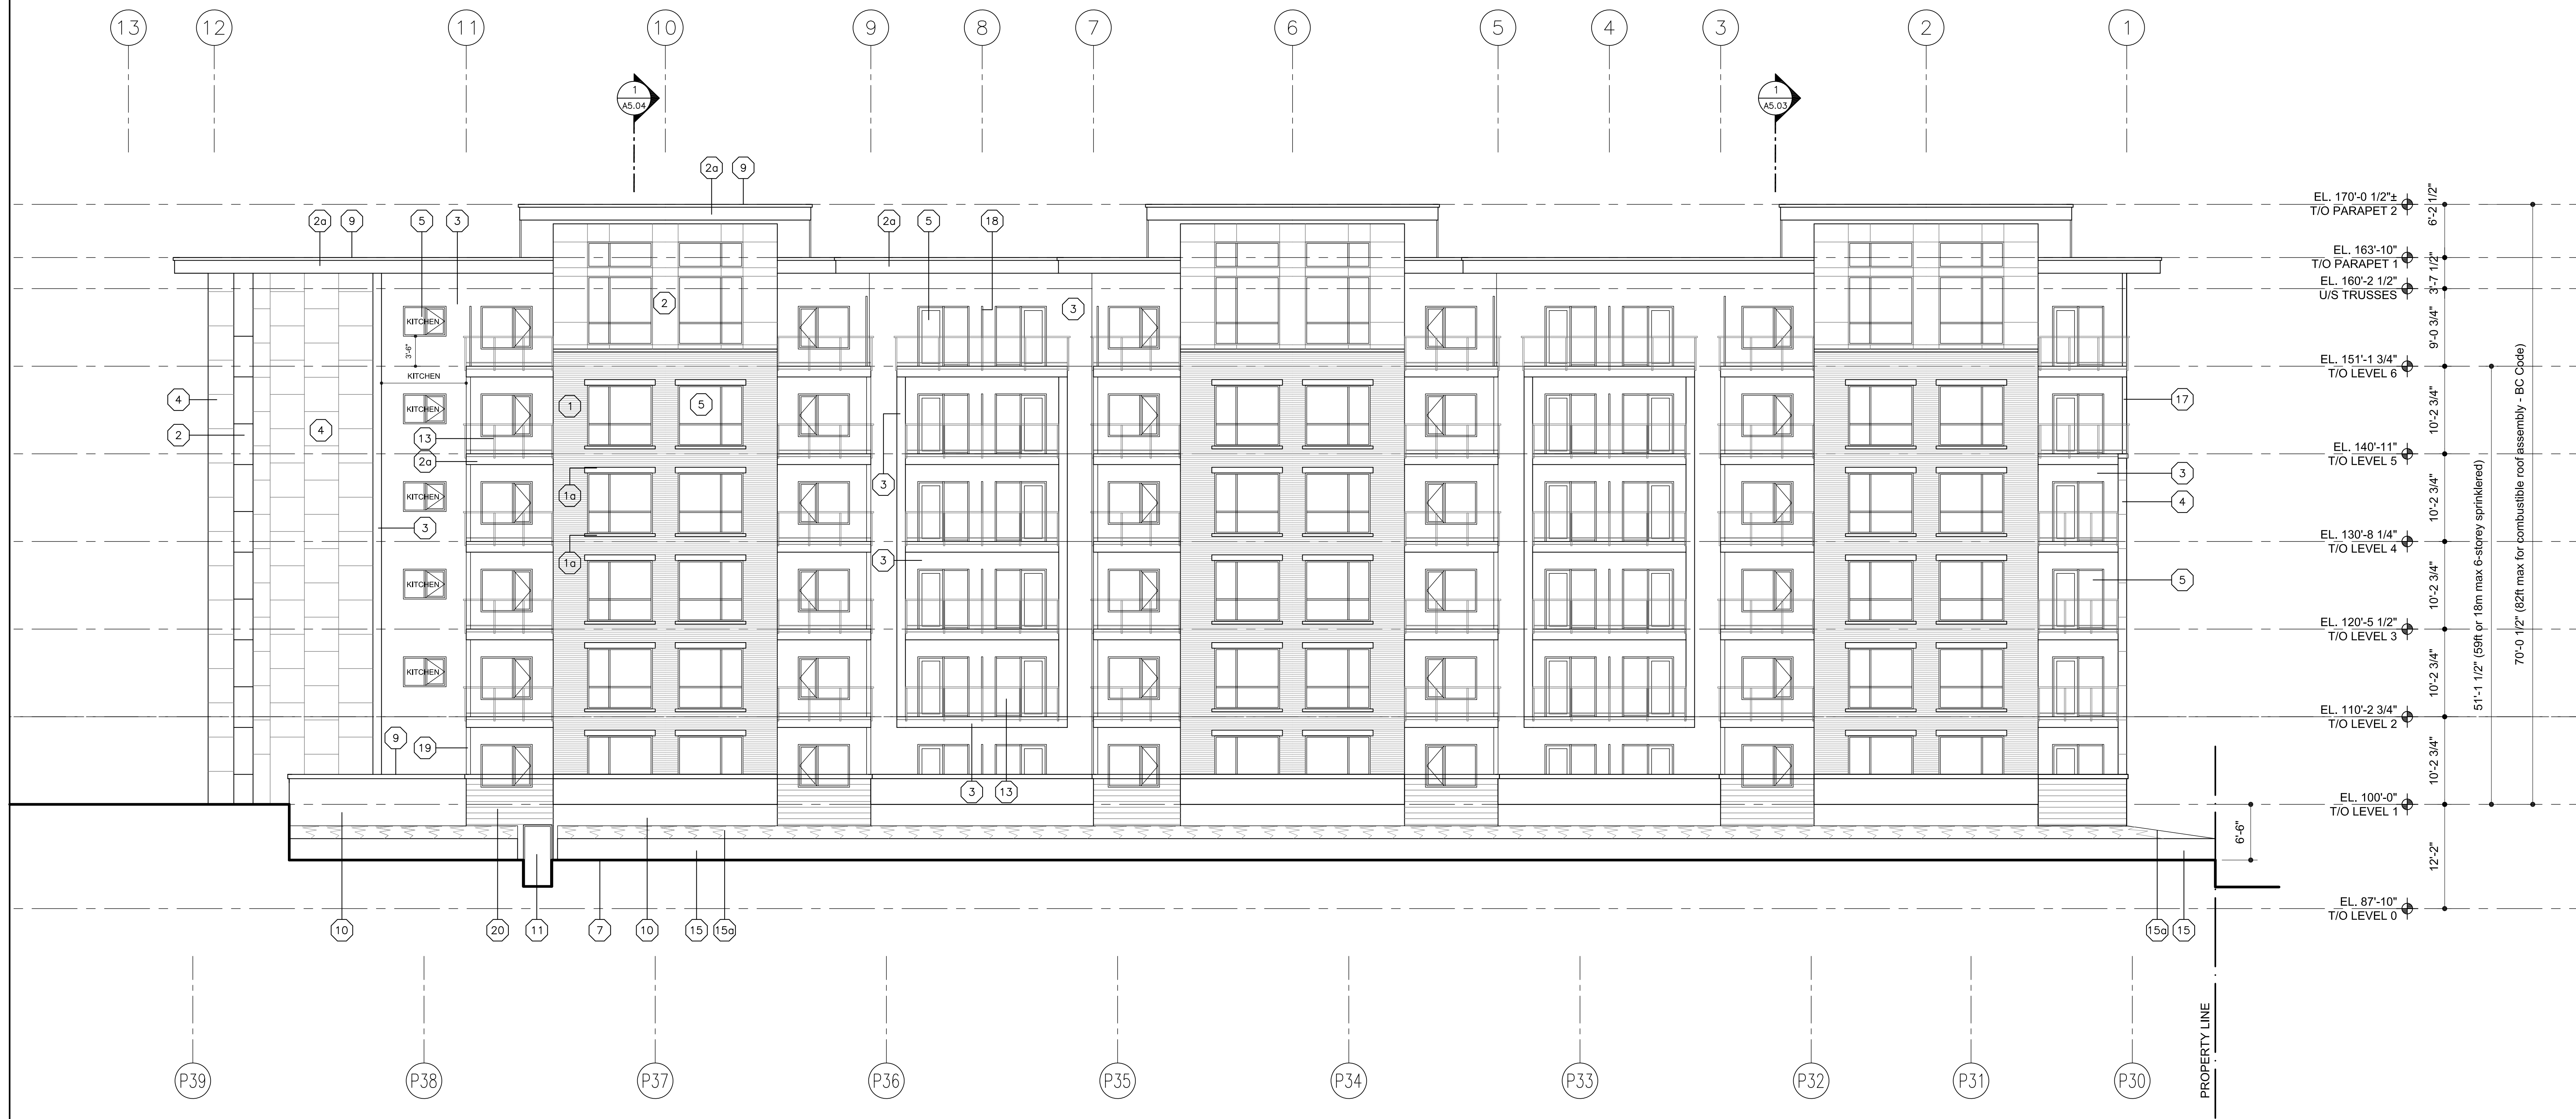 13 12 11 10 9 8 7 6 5 4 3 2 1
1
A5.04
1
A5.03
2a 9
2a 9 5 3 2a 5 18
EL. 170'-0 1/2"±
T/O PARAPET 2
6'-2 1/2"
EL. 163'-10"
T/O PARAPET 1
3'-7 1/2"
EL. 160'-2 1/2"
U/S TRUSSES
2 3
KITCHEN
9'-0 3/4"
3'-6"
EL. 151'-1 3/4"
T/O LEVEL 6
KITCHEN
4 KITCHEN 1 5 17
10'-2 3/4"
2 4 13
EL. 140'-11"
T/O LEVEL 5
2a
3 3
1a
KITCHEN
4
10'-2 3/4"
3
EL. 130'-8 1/4"
T/O LEVEL 4
1a 3
KITCHEN
5
10'-2 3/4"
EL. 120'-5 1/2"
T/O LEVEL 3
KITCHEN
10'-2 3/4"
EL. 110'-2 3/4"
T/O LEVEL 2
9 19
3 13
10'-2 3/4"
51'-1 1/2" (59ft or 18m max 6-storey sprinklered)
70'-0 1/2" (82ft max for combustible roof assembly - BC Code)
EL. 100'-0"
T/O LEVEL 1
6'-6"
12'-2"
EL. 87'-10"
T/O LEVEL 0
10 20 11 7 10 15 15a 15a 15
PROPERTY LINE
P39 P38 P37 P36 P35 P34 P33 P32 P31 P30